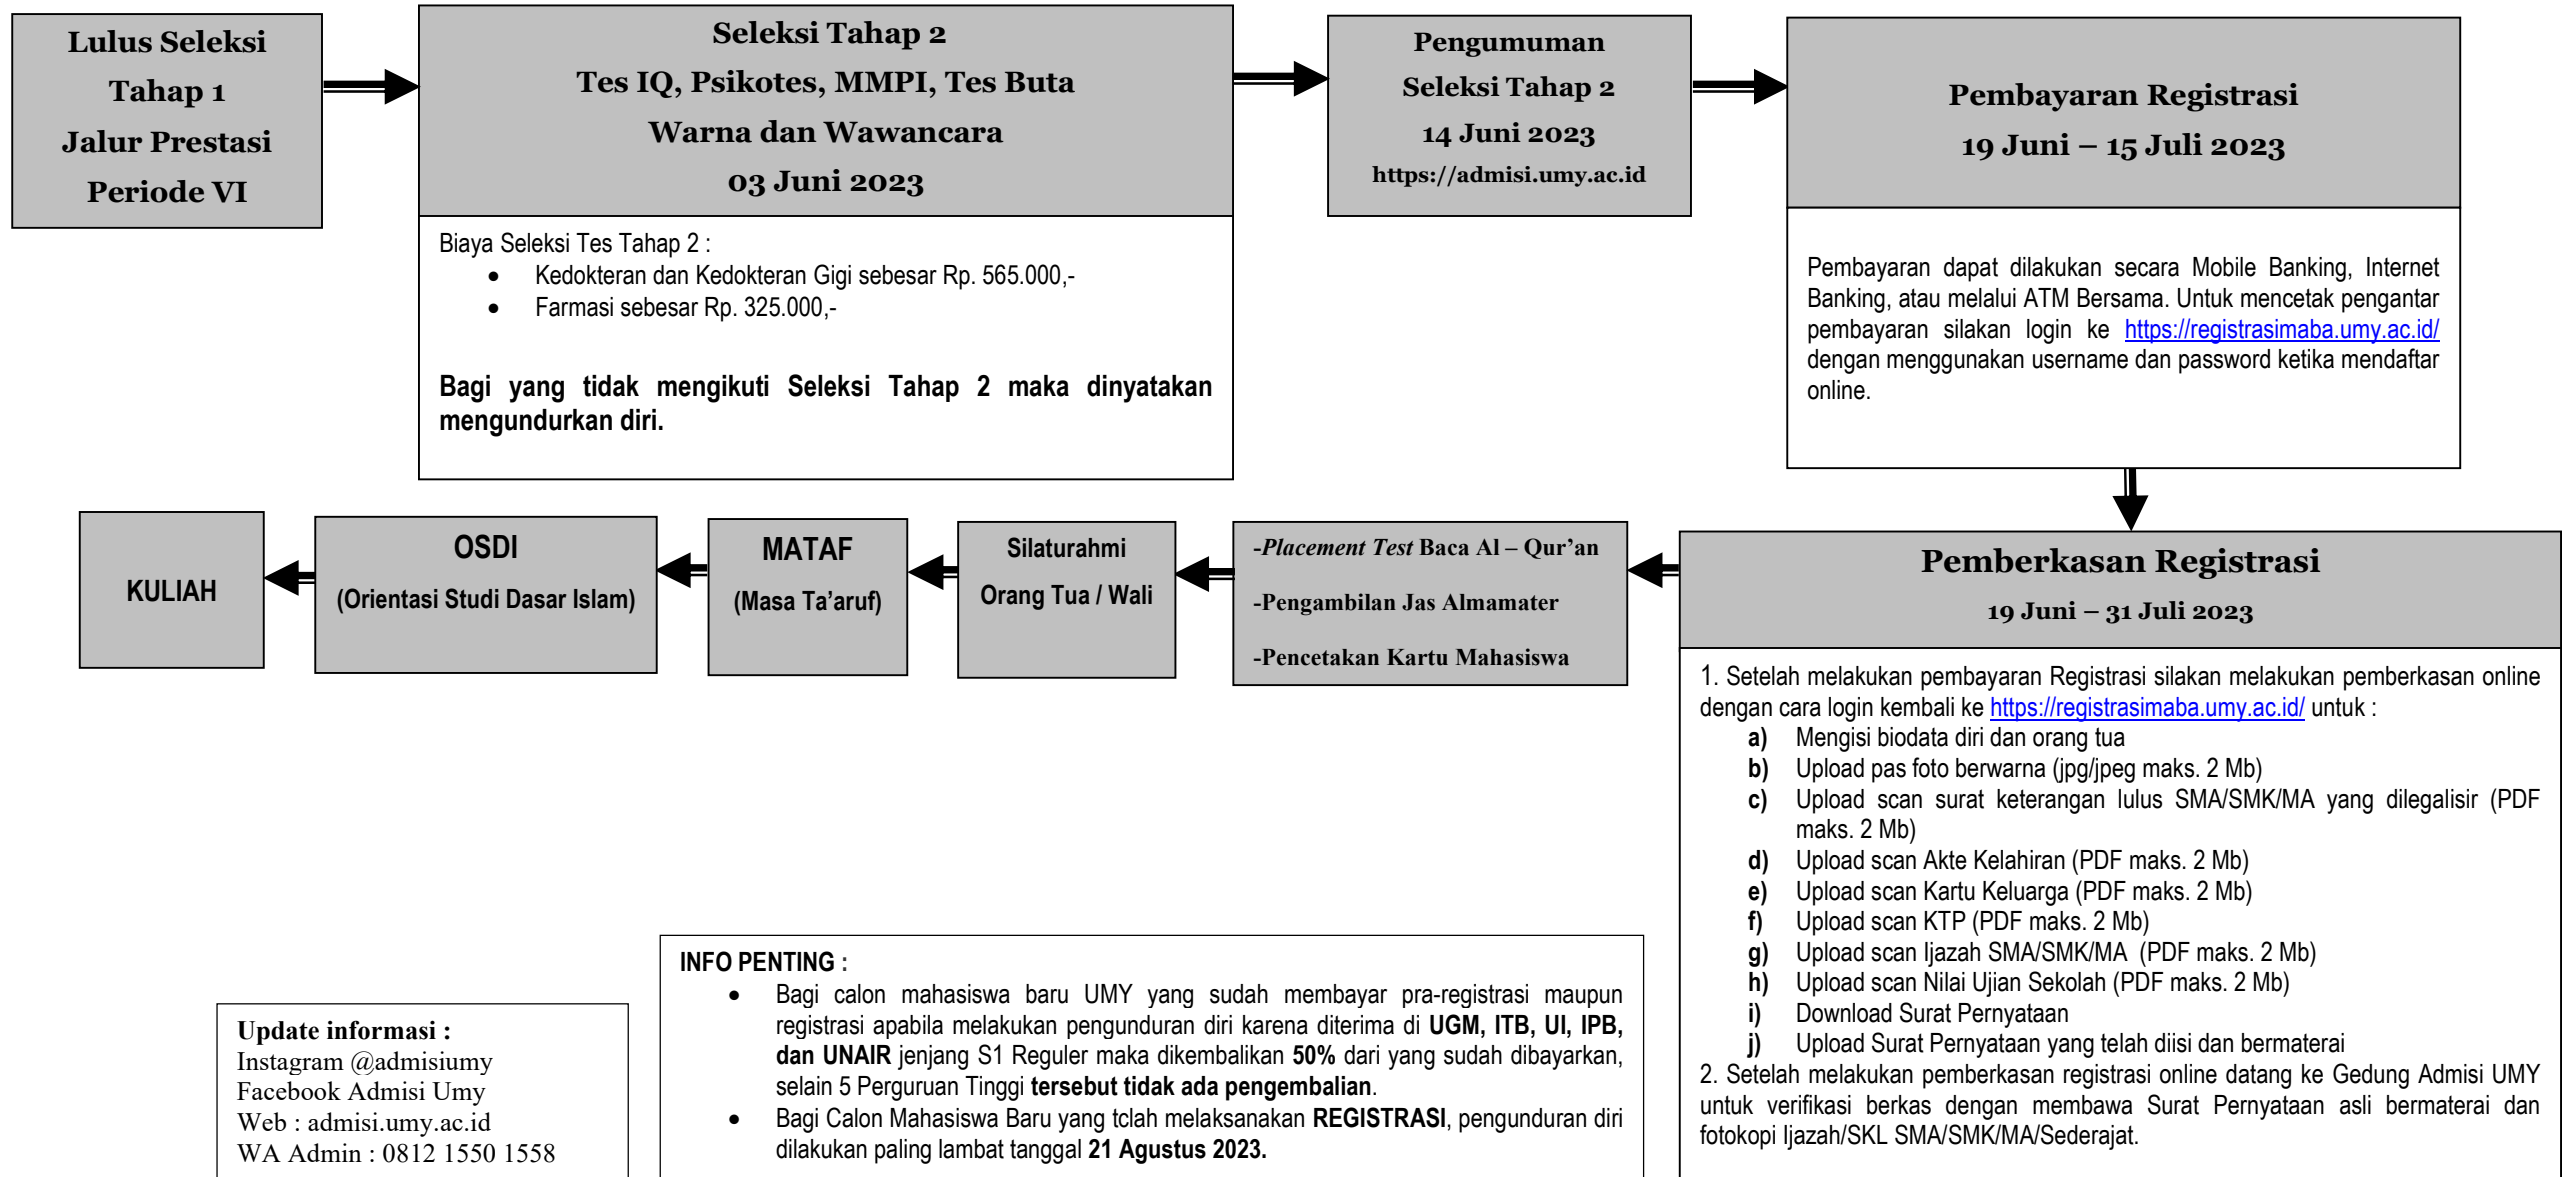 Lulus Seleksi
Tahap 1
Jalur Prestasi
Periode VI
Seleksi Tahap 2
Tes IQ, Psikotes, MMPI, Tes Buta
Warna dan Wawancara
03 Juni 2023
Biaya Seleksi Tes Tahap 2 :
• Kedokteran dan Kedokteran Gigi sebesar Rp. 565.000,-
• Farmasi sebesar Rp. 325.000,-
Bagi yang tidak mengikuti Seleksi Tahap 2 maka dinyatakan
mengundurkan diri.
Pengumuman
Seleksi Tahap 2
14 Juni 2023
https://admisi.umy.ac.id
Pembayaran Registrasi
19 Juni – 15 Juli 2023
Pembayaran dapat dilakukan secara Mobile Banking, Internet
Banking, atau melalui ATM Bersama. Untuk mencetak pengantar
pembayaran silakan login ke https://registrasimaba.umy.ac.id/
dengan menggunakan username dan password ketika mendaftar
online.
Pemberkasan Registrasi
19 Juni – 31 Juli 2023
1. Setelah melakukan pembayaran Registrasi silakan melakukan pemberkasan online
dengan cara login kembali ke https://registrasimaba.umy.ac.id/ untuk :
a) Mengisi biodata diri dan orang tua
b) Upload pas foto berwarna (jpg/jpeg maks. 2 Mb)
c) Upload scan surat keterangan lulus SMA/SMK/MA yang dilegalisir (PDF
maks. 2 Mb)
d) Upload scan Akte Kelahiran (PDF maks. 2 Mb)
e) Upload scan Kartu Keluarga (PDF maks. 2 Mb)
f) Upload scan KTP (PDF maks. 2 Mb)
g) Upload scan Ijazah SMA/SMK/MA (PDF maks. 2 Mb)
h) Upload scan Nilai Ujian Sekolah (PDF maks. 2 Mb)
i) Download Surat Pernyataan
j) Upload Surat Pernyataan yang telah diisi dan bermaterai
2. Setelah melakukan pemberkasan registrasi online datang ke Gedung Admisi UMY
untuk verifikasi berkas dengan membawa Surat Pernyataan asli bermaterai dan
fotokopi Ijazah/SKL SMA/SMK/MA/Sederajat.
-Placement Test Baca Al – Qur’an
-Pengambilan Jas Almamater
-Pencetakan Kartu Mahasiswa
Silaturahmi
Orang Tua / Wali
MATAF
(Masa Ta’aruf)
OSDI
(Orientasi Studi Dasar Islam)
KULIAH
Update informasi :
Instagram @admisiumy
Facebook Admisi Umy
Web : admisi.umy.ac.id
WA Admin : 0812 1550 1558
INFO PENTING :
• Bagi calon mahasiswa baru UMY yang sudah membayar pra-registrasi maupun
registrasi apabila melakukan pengunduran diri karena diterima di UGM, ITB, UI, IPB,
dan UNAIR jenjang S1 Reguler maka dikembalikan 50% dari yang sudah dibayarkan,
selain 5 Perguruan Tinggi tersebut tidak ada pengembalian.
• Bagi Calon Mahasiswa Baru yang tclah melaksanakan REGISTRASI, pengunduran diri
dilakukan paling lambat tanggal 21 Agustus 2023.